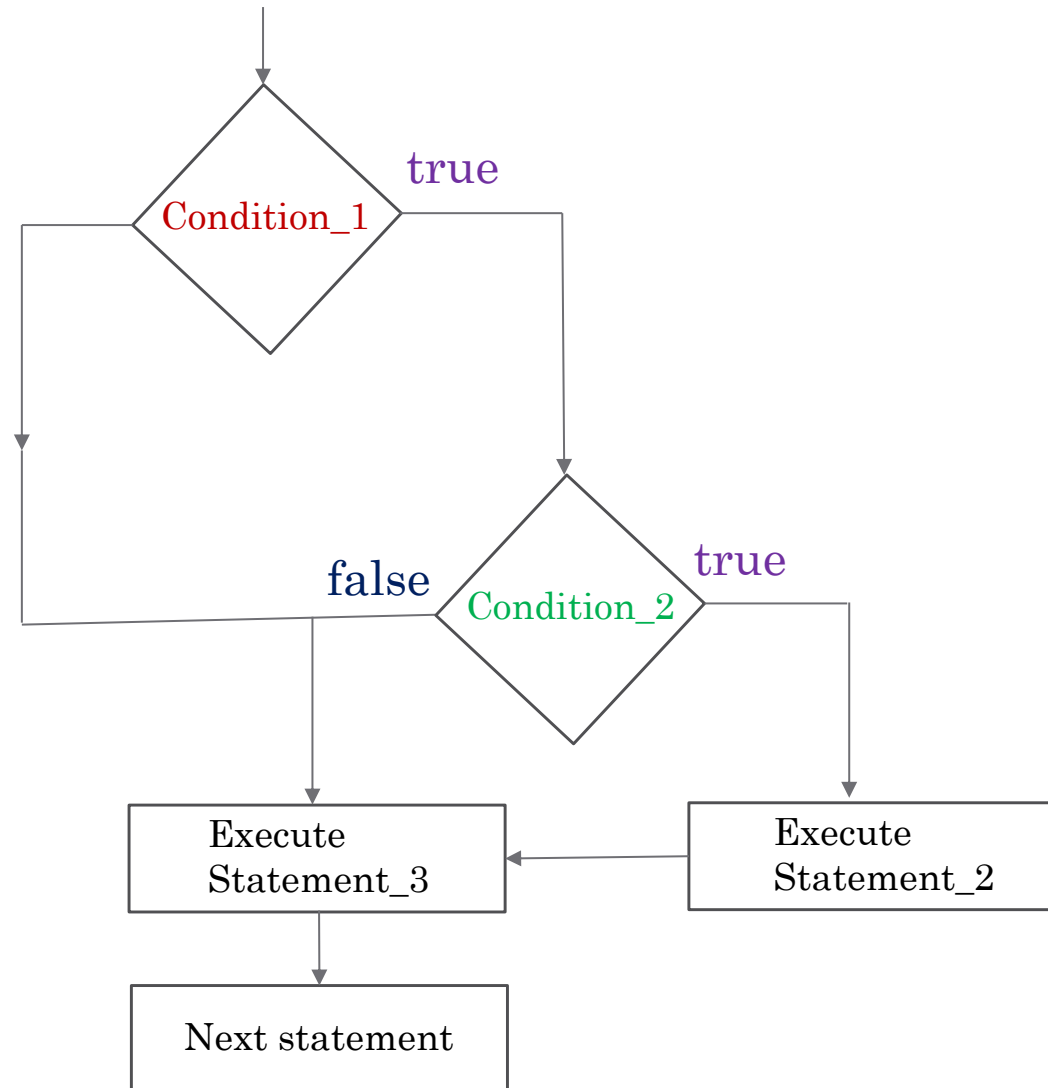 true
Condition_1
true
false
Condition_2
Execute
Statement_3
Execute
Statement_2
Next statement